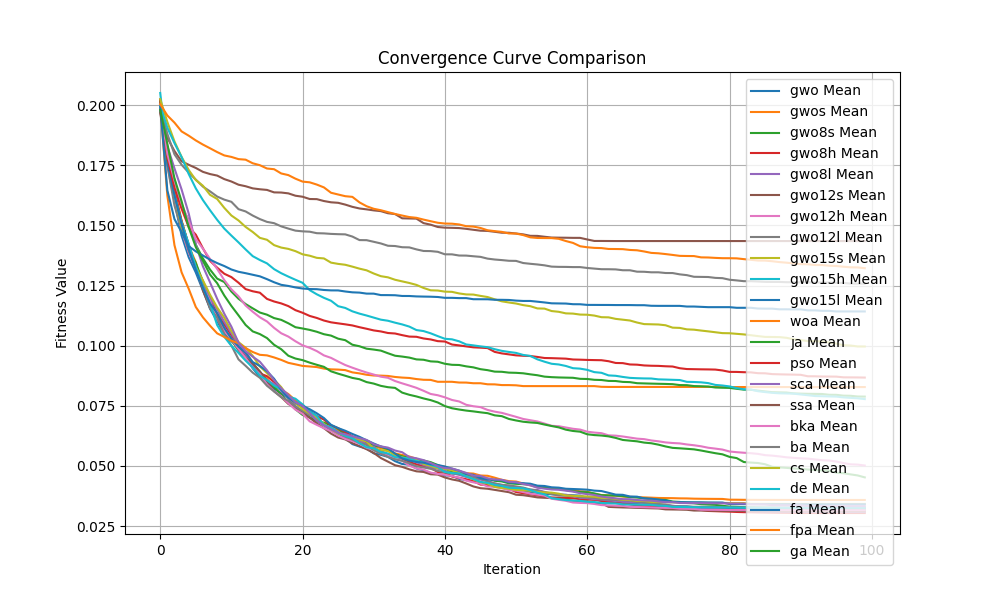 Convergence Curve Comparison
Fitness Value
0.200
0.175
0.150
0.125
0.100
0.075
0.050
0.025
0
20
40
60
80
100
Iteration
gwo Mean
gwos Mean
gwo8s Mean
gwo8h Mean
gwo8l Mean
gwo12s Mean
gwo12h Mean
gwo12l Mean
gwo15s Mean
gwo15h Mean
gwo15l Mean
woa Mean
ja Mean
pso Mean
sca Mean
ssa Mean
bka Mean
ba Mean
cs Mean
de Mean
fa Mean
fpa Mean
ga Mean